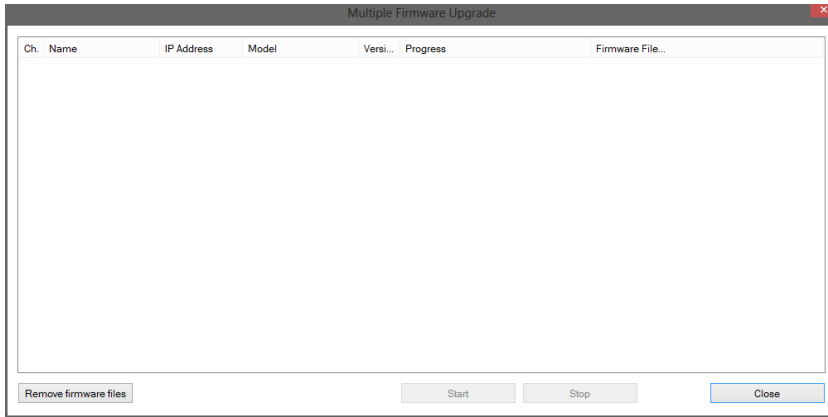 Multiple Firmware Upgrade
Ch. Name IP Address Model Versi... Progress Firmware File...
Remove firmware files Start Stop Close